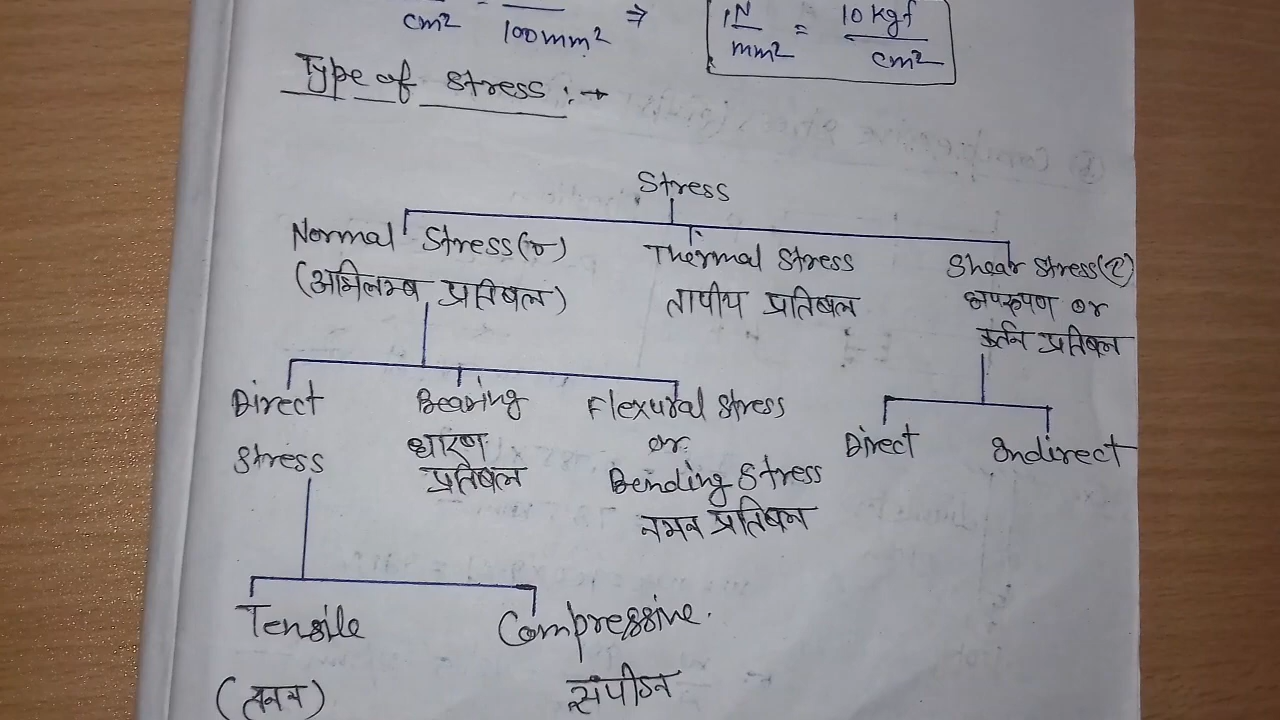 cm² 100mm² ⇒ 1N/mm² = 10 kgf/cm²
Type of stress :→
Stress
Normal Stress(σ) Thermal Stress Shear Stress(τ)
(अभिलम्ब प्रतिबल) तापीय प्रतिबल अपरूपण or
कर्तन प्रतिबल
Direct Bearing Flexural Stress
Stress धारण or
प्रतिबल Bending Stress
नमन प्रतिबल
Direct Indirect
Tensile Compressive.
(तनन) संपीडन